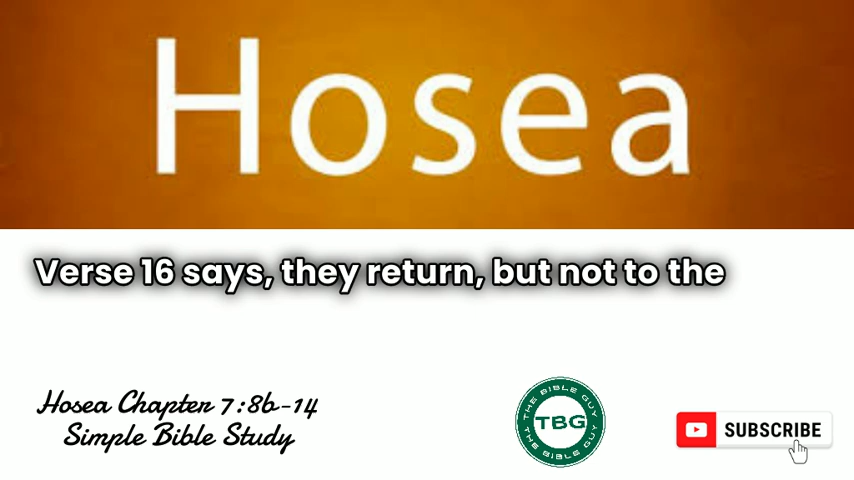 Hosea
Verse 16 says, they return, but not to the
Hosea Chapter 7:8b-14
Simple Bible Study
THE BIBLE GUY
TBG
THE BIBLE GUY
SUBSCRIBE